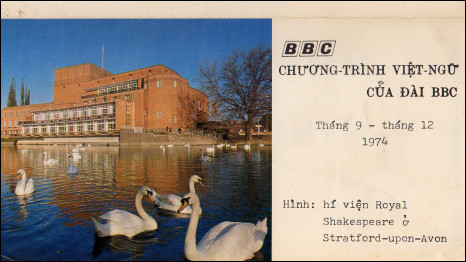 BBC
CHƯƠNG-TRÌNH VIỆT-NGỮ
CỦA ĐÀI BBC
Tháng 9 - tháng 12
1974
Hình: hí viện Royal
Shakespeare ở
Stratford-upon-Avon